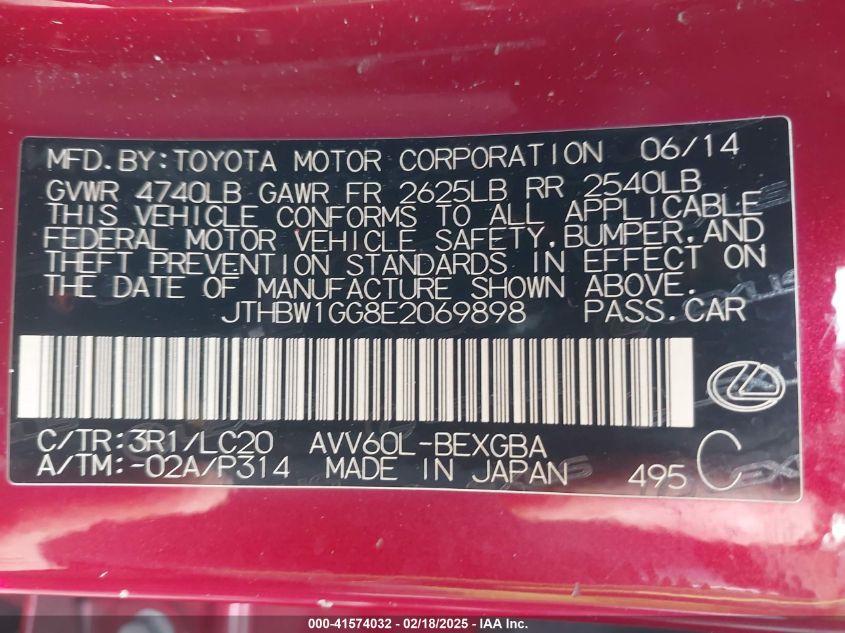 MFD.BY:TOYOTA MOTOR CORPORATION 06/14
GVWR 4740LB GAWR FR 2625LB RR 2540LB
THIS VEHICLE CONFORMS TO ALL APPLICABLE
FEDERAL MOTOR VEHICLE SAFETY,BUMPER,AND
THEFT PREVENTION STANDARDS IN EFFECT ON
THE DATE OF MANUFACTURE SHOWN ABOVE.
JTHBW1GG8E2069898 PASS.CAR
C/TR:3R1/LC20 AVV60L-BEXGBA C
A/TM:-02A/P314 MADE IN JAPAN 495
000-41574032 - 02/18/2025 - IAA Inc.